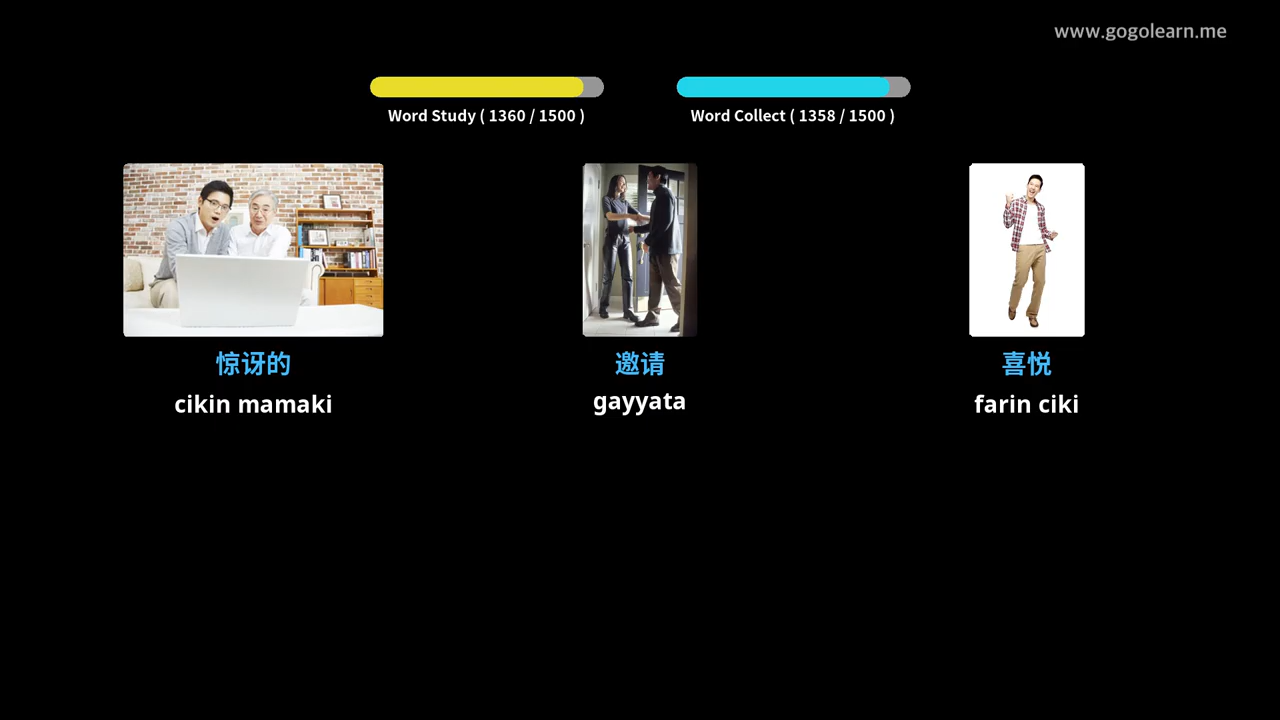 www.gogolearn.me
Word Study ( 1360 / 1500 )
Word Collect ( 1358 / 1500 )
惊讶的
邀请
喜悦
cikin mamaki
gayyata
farin ciki